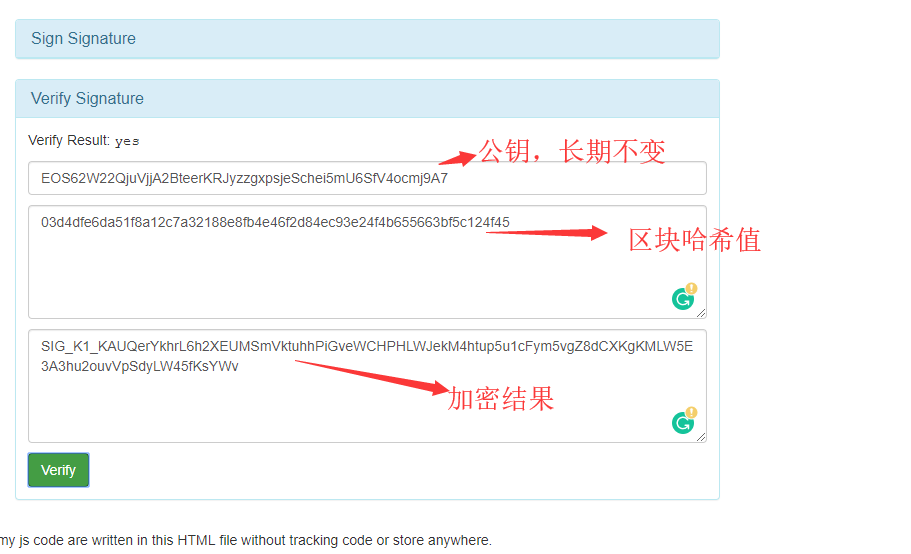 Sign Signature
Verify Signature
Verify Result: yes
公钥，长期不变
EOS62W22QjuVjjA2BteerKRJyzzgxpsjeSchei5mU6SfV4ocmj9A7
03d4dfe6da51f8a12c7a32188e8fb4e46f2d84ec93e24f4b655663bf5c124f45
区块哈希值
SIG_K1_KAUQerYkhrL6h2XEUMSmVktuhhPiGveWCHPHLWJekM4htup5u1cFym5vgZ8dCXKgKMLW5E
3A3hu2ouvVpSdyLW45fKsYWv
加密结果
Verify
my js code are written in this HTML file without tracking code or store anywhere.